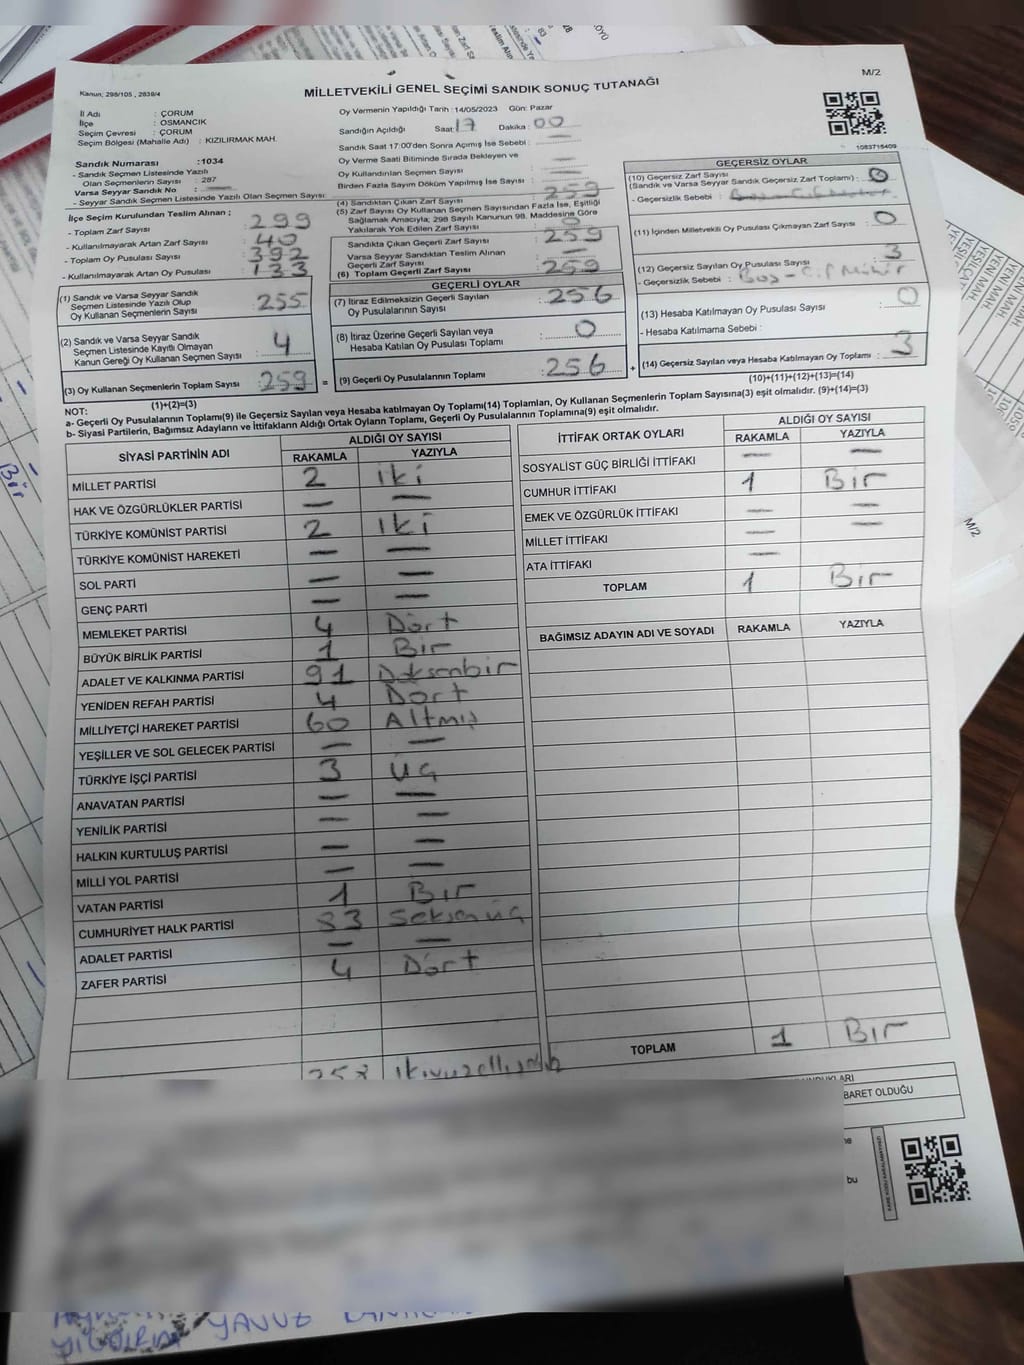 M/2
Kanun; 298/105 , 2839/4
MİLLETVEKİLİ GENEL SEÇİMİ SANDIK SONUÇ TUTANAĞI
İl Adı : ÇORUM
İlçe : OSMANCIK
Seçim Çevresi : ÇORUM
Seçim Bölgesi (Mahalle Adı) : KIZILIRMAK MAH.
Sandık Numarası :1034
- Sandık Seçmen Listesinde Yazılı
Olan Seçmenlerin Sayısı : 287
Varsa Seyyar Sandık No : —
- Seyyar Sandık Seçmen Listesinde Yazılı Olan Seçmen Sayısı:
Oy Vermenin Yapıldığı Tarih :14/05/2023 Gün: Pazar
Sandığın Açıldığı Saat:17 Dakika: 00
Sandık Saat 17:00'den Sonra Açımış İse Sebebi : —
Oy Verme Saati Bitiminde Sırada Bekleyen ve
Oy Kullandırılan Seçmen Sayısı : —
Birden Fazla Sayım Döküm Yapılmış İse Sayısı : —
1083715409
İlçe Seçim Kurulundan Teslim Alınan ;
- Toplam Zarf Sayısı : 299
- Kullanılmayarak Artan Zarf Sayısı : 40
- Toplam Oy Pusulası Sayısı : 392
- Kullanılmayarak Artan Oy Pusulası : 133
(4) Sandıktan Çıkan Zarf Sayısı : 259
(5) Zarf Sayısı Oy Kullanan Seçmen Sayısından Fazla İse, Eşitliği
Sağlamak Amacıyla; 298 Sayılı Kanunun 98. Maddesine Göre
Yakılarak Yok Edilen Zarf Sayısı : 0
Sandıkta Çıkan Geçerli Zarf Sayısı : 259
Varsa Seyyar Sandıktan Teslim Alınan
Geçerli Zarf Sayısı : —
(6) Toplam Geçerli Zarf Sayısı : 259
GEÇERSİZ OYLAR
(10) Geçersiz Zarf Sayısı
(Sandık ve Varsa Seyyar Sandık Geçersiz Zarf Toplamı) : 0
- Geçersizlik Sebebi :
(11) İçinden Milletvekili Oy Pusulası Çıkmayan Zarf Sayısı : 0
(12) Geçersiz Sayılan Oy Pusulası Sayısı : 3
- Geçersizlik Sebebi : Boş - Çif Mühür
(13) Hesaba Katılmayan Oy Pusulası Sayısı : 0
- Hesaba Katılmama Sebebi :
(14) Geçersiz Sayılan veya Hesaba Katılmayan Oy Toplamı : 3
(10)+(11)+(12)+(13)=(14)
(1) Sandık ve Varsa Seyyar Sandık
Seçmen Listesinde Yazılı Olup
Oy Kullanan Seçmenlerin Sayısı : 255
(2) Sandık ve Varsa Seyyar Sandık
Seçmen Listesinde Kayıtlı Olmayan
Kanun Gereği Oy Kullanan Seçmen Sayısı : 4
(3) Oy Kullanan Seçmenlerin Toplam Sayısı : 259 =
(1)+(2)=(3)
GEÇERLİ OYLAR
(7) İtiraz Edilmeksizin Geçerli Sayılan
Oy Pusulalarının Sayısı : 256
(8) İtiraz Üzerine Geçerli Sayılan veya
Hesaba Katılan Oy Pusulası Toplamı : 0
(9) Geçerli Oy Pusulalarının Toplamı : 256 +
NOT:
a- Geçerli Oy Pusulalarının Toplamı(9) ile Geçersiz Sayılan veya Hesaba katılmayan Oy Toplamı(14) Toplamları, Oy Kullanan Seçmenlerin Toplam Sayısına(3) eşit olmalıdır. (9)+(14)=(3)
b- Siyasi Partilerin, Bağımsız Adayların ve İttifakların Aldığı Ortak Oyların Toplamı, Geçerli Oy Pusulalarının Toplamına(9) eşit olmalıdır.
SİYASİ PARTİNİN ADI ALDIĞI OY SAYISI
RAKAMLA YAZIYLA
MİLLET PARTİSİ 2 iki
HAK VE ÖZGÜRLÜKLER PARTİSİ — —
TÜRKİYE KOMÜNİST PARTİSİ 2 iki
TÜRKİYE KOMÜNİST HAREKETİ — —
SOL PARTİ — —
GENÇ PARTİ — —
MEMLEKET PARTİSİ 4 Dört
BÜYÜK BİRLİK PARTİSİ 1 Bir
ADALET VE KALKINMA PARTİSİ 91 Doksanbir
YENİDEN REFAH PARTİSİ 4 Dört
MİLLİYETÇİ HAREKET PARTİSİ 60 Altmış
YEŞİLLER VE SOL GELECEK PARTİSİ — —
TÜRKİYE İŞÇİ PARTİSİ 3 üç
ANAVATAN PARTİSİ — —
YENİLİK PARTİSİ — —
HALKIN KURTULUŞ PARTİSİ — —
MİLLİ YOL PARTİSİ — —
VATAN PARTİSİ 1 Bir
CUMHURİYET HALK PARTİSİ 83 Seksenüç
ADALET PARTİSİ — —
ZAFER PARTİSİ 4 Dört
İTTİFAK ORTAK OYLARI ALDIĞI OY SAYISI
RAKAMLA YAZIYLA
SOSYALİST GÜÇ BİRLİĞİ İTTİFAKI — —
CUMHUR İTTİFAKI 1 Bir
EMEK VE ÖZGÜRLÜK İTTİFAKI — —
MİLLET İTTİFAKI — —
ATA İTTİFAKI —
TOPLAM 1 Bir
BAĞIMSIZ ADAYIN ADI VE SOYADI RAKAMLA YAZIYLA
TOPLAM 1 Bir
BARET OLDUĞU
bu
YILDIRIM YAVUZ
M/2